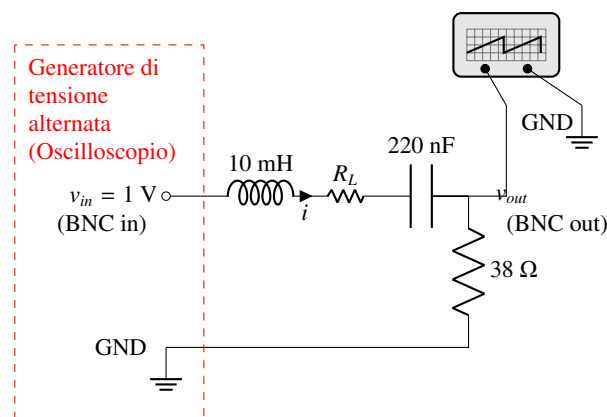 Generatore di
tensione
alternata
(Oscilloscopio)
GND
10 mH
R_L
220 nF
v_in = 1 V
(BNC in)
i
v_out
(BNC out)
38 Ω
GND